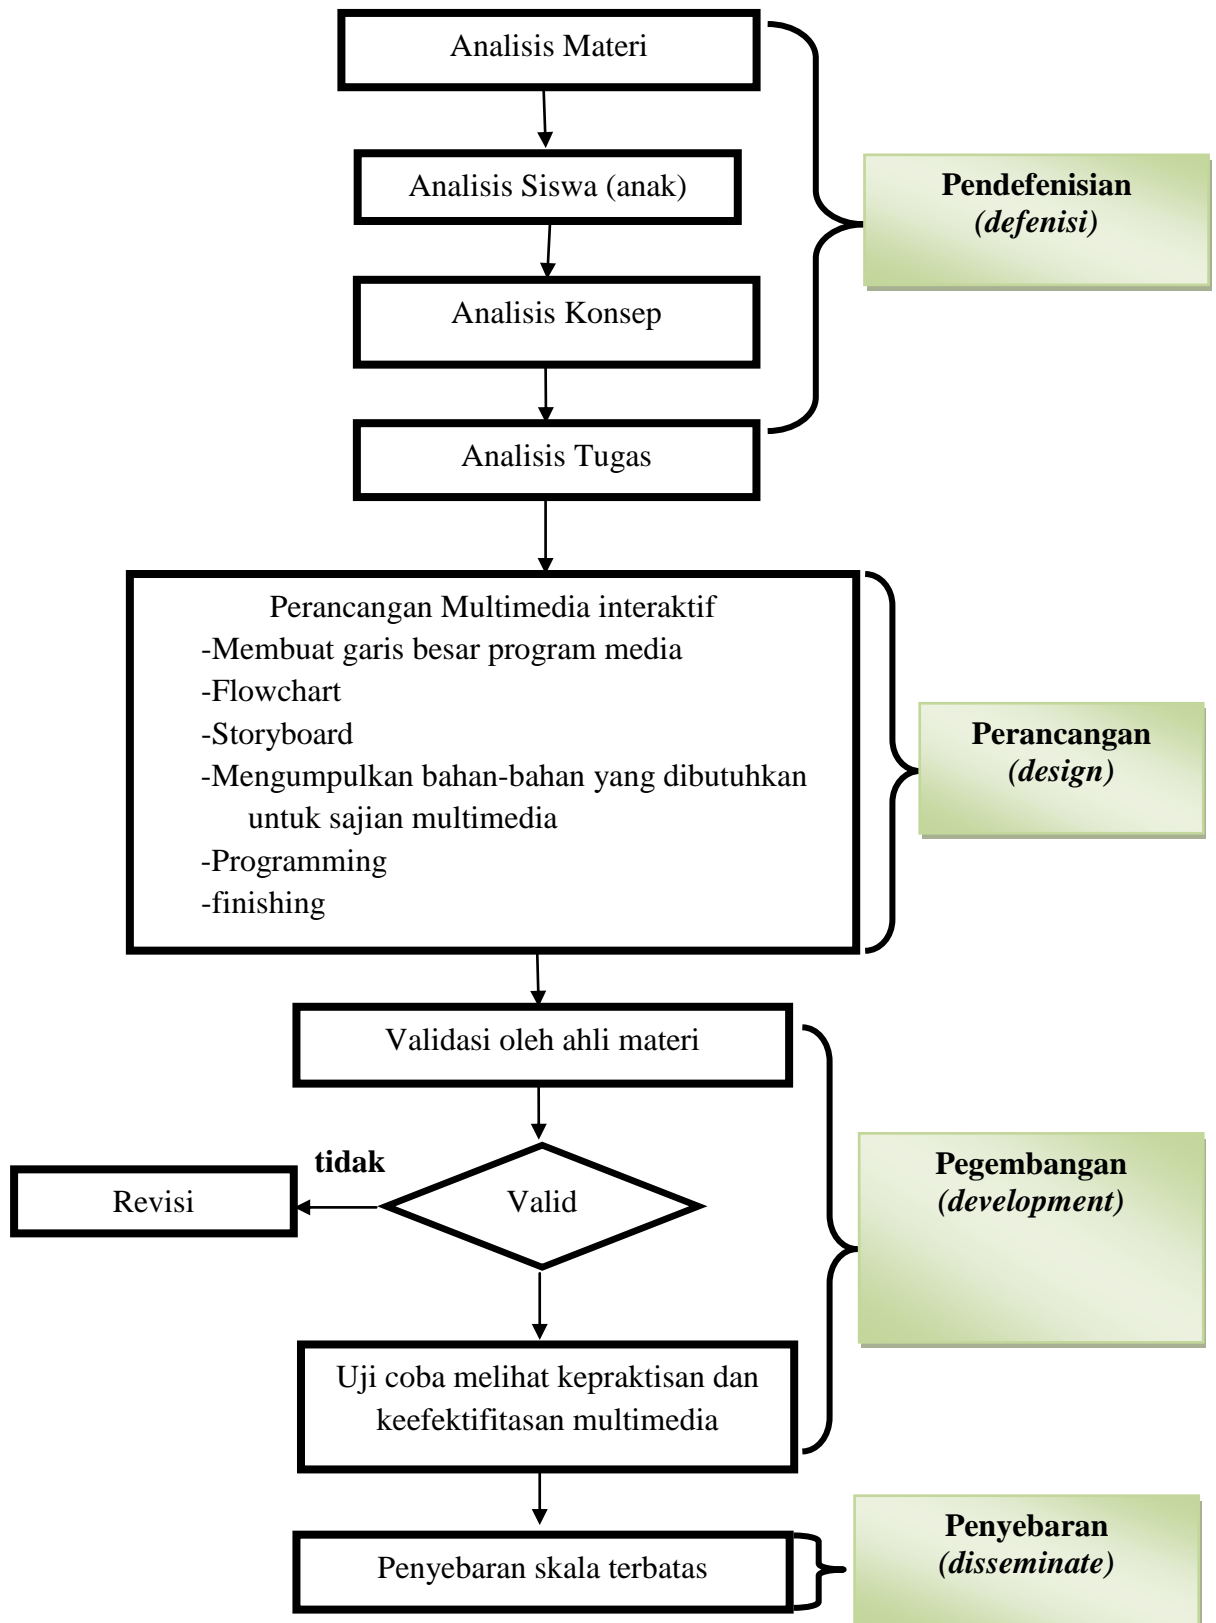 Analisis Materi
Analisis Siswa (anak)
Pendefenisian
(defenisi)
Analisis Konsep
Analisis Tugas
Perancangan Multimedia interaktif
-Membuat garis besar program media
-Flowchart
-Storyboard
-Mengumpulkan bahan-bahan yang dibutuhkan
untuk sajian multimedia
-Programming
-finishing
Perancangan
(design)
Validasi oleh ahli materi
tidak
Revisi
Valid
Pegembangan
(development)
Uji coba melihat kepraktisan dan
keefektifitasan multimedia
Penyebaran skala terbatas
Penyebaran
(disseminate)